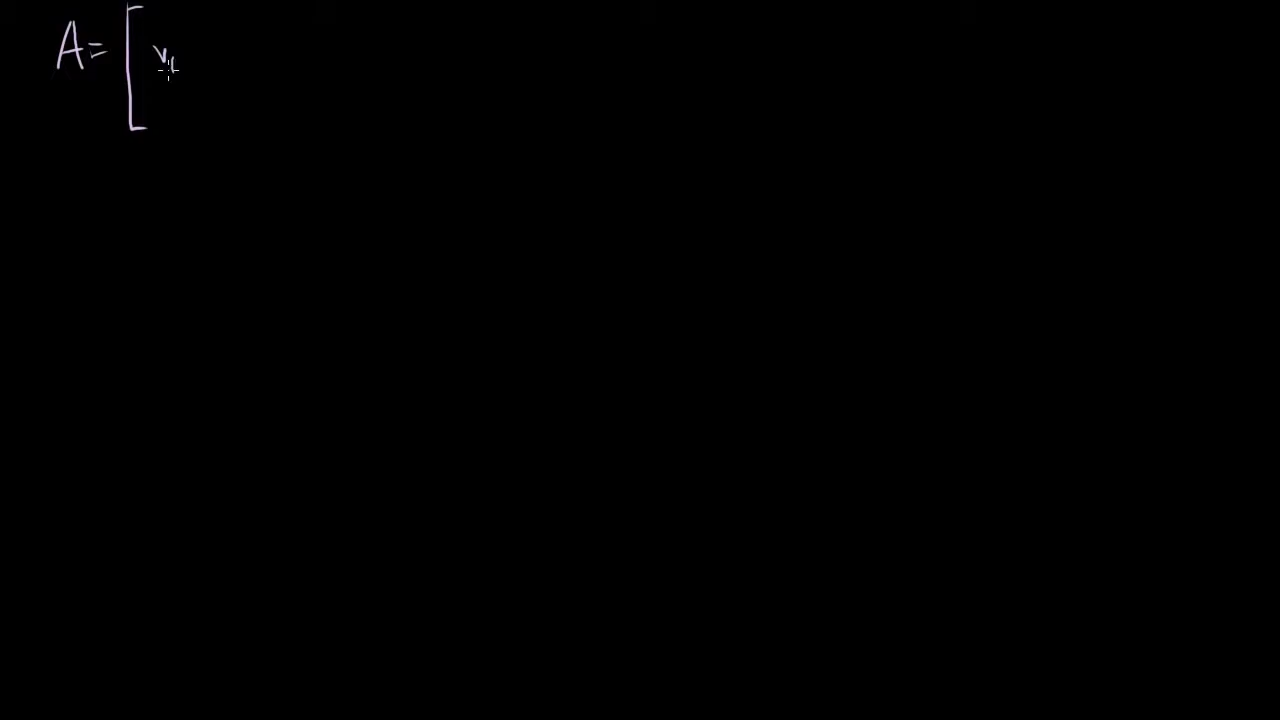 A = [ v₁